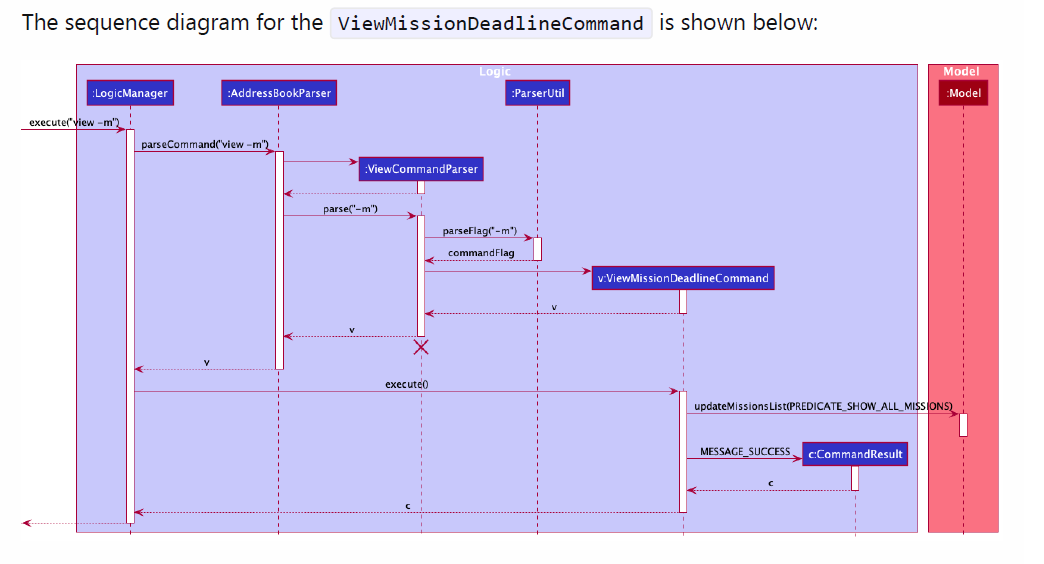 The sequence diagram for the ViewMissionDeadlineCommand is shown below:
Logic
Model
:LogicManager
:AddressBookParser
:ParserUtil
:Model
execute("view -m")
parseCommand("view -m")
:ViewCommandParser
parse("-m")
parseFlag("-m")
commandFlag
v:ViewMissionDeadlineCommand
v
v
v
execute()
updateMissionsList(PREDICATE_SHOW_ALL_MISSIONS)
MESSAGE_SUCCESS
c:CommandResult
c
c